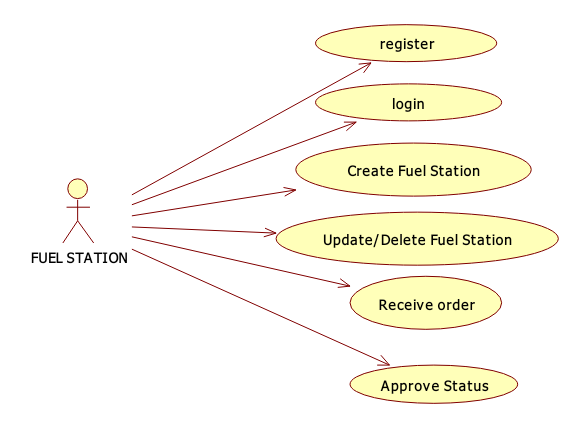 register
login
Create Fuel Station
Update/Delete Fuel Station
FUEL STATION
Receive order
Approve Status